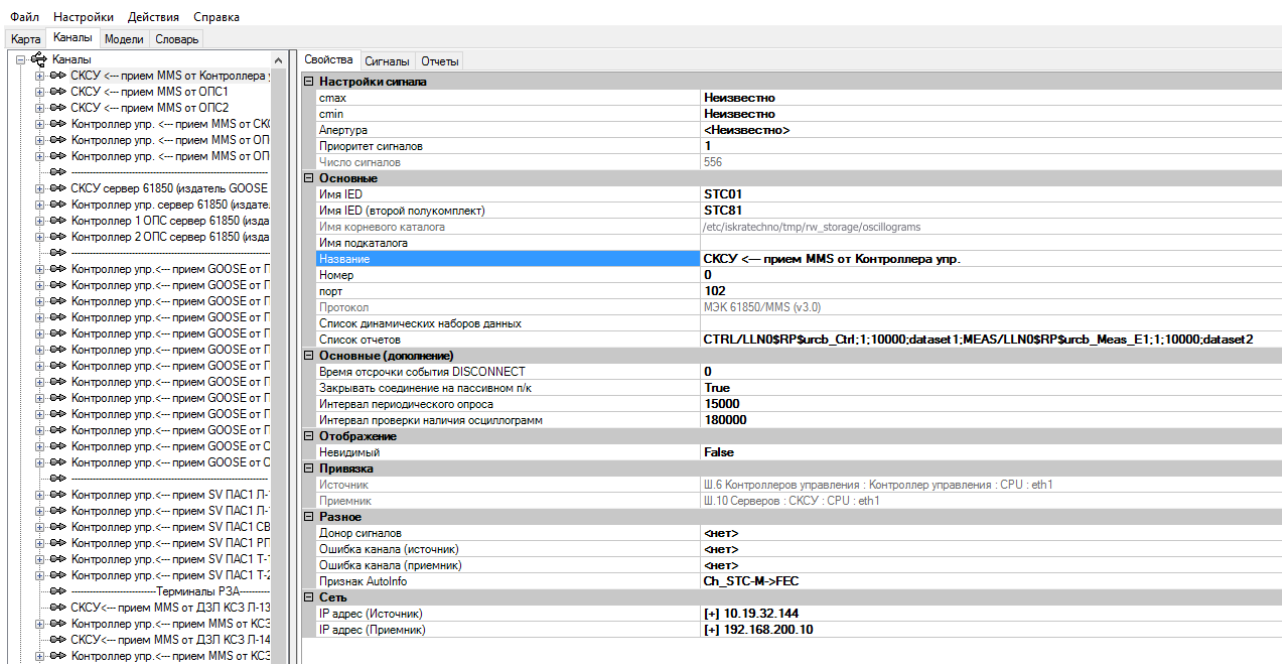 Файл Настройки Действия Справка
Карта Каналы Модели Словарь
Каналы
СКСУ <--- прием MMS от Контроллера
СКСУ <--- прием MMS от ОПС1
СКСУ <--- прием MMS от ОПС2
Контроллер упр. <--- прием MMS от СКС
Контроллер упр. <--- прием MMS от ОП
Контроллер упр. <--- прием MMS от ОП
СКСУ сервер 61850 (издатель GOOSE
Контроллер упр. сервер 61850 (издате
Контроллер 1 ОПС сервер 61850 (изда
Контроллер 2 ОПС сервер 61850 (изда
Контроллер упр.<--- прием GOOSE от П
Контроллер упр.<--- прием GOOSE от П
Контроллер упр.<--- прием GOOSE от П
Контроллер упр.<--- прием GOOSE от П
Контроллер упр.<--- прием GOOSE от П
Контроллер упр.<--- прием GOOSE от П
Контроллер упр.<--- прием GOOSE от П
Контроллер упр.<--- прием GOOSE от П
Контроллер упр.<--- прием GOOSE от П
Контроллер упр.<--- прием GOOSE от П
Контроллер упр.<--- прием GOOSE от П
Контроллер упр.<--- прием GOOSE от С
Контроллер упр.<--- прием GOOSE от С
Контроллер упр.<--- прием SV ПАС1 Л-
Контроллер упр.<--- прием SV ПАС1 Л-
Контроллер упр.<--- прием SV ПАС1 СВ
Контроллер упр.<--- прием SV ПАС1 РП
Контроллер упр.<--- прием SV ПАС1 Т-
Контроллер упр.<--- прием SV ПАС1 Т-2
-----------------------Терминалы РЗА----------
СКСУ<--- прием MMS от ДЗЛ КСЗ Л-13
Контроллер упр.<--- прием MMS от КСЗ
СКСУ<--- прием MMS от ДЗЛ КСЗ Л-14
Контроллер упр.<--- прием MMS от КСЗ
Свойства Сигналы Отчеты
Настройки сигнала
cmax Неизвестно
cmin Неизвестно
Апертура <Неизвестно>
Приоритет сигналов 1
Число сигналов 556
Основные
Имя IED STC01
Имя IED (второй полукомплект) STC81
Имя корневого каталога /etc/iskratechno/tmp/rw_storage/oscillograms
Имя подкаталога
Название СКСУ <--- прием MMS от Контроллера упр.
Номер 0
порт 102
Протокол МЭК 61850/MMS (v3.0)
Список динамических наборов данных
Список отчетов CTRL/LLN0$RP$urcb_Ctrl;1;10000;dataset1;MEAS/LLN0$RP$urcb_Meas_E1;1;10000;dataset2
Основные (дополнение)
Время отсрочки события DISCONNECT 0
Закрывать соединение на пассивном п/к True
Интервал периодического опроса 15000
Интервал проверки наличия осциллограмм 180000
Отображение
Невидимый False
Привязка
Источник Ш.6 Контроллеров управления : Контроллер управления : CPU : eth1
Приемник Ш.10 Серверов : СКСУ : CPU : eth1
Разное
Донор сигналов <нет>
Ошибка канала (источник) <нет>
Ошибка канала (приемник) <нет>
Признак AutoInfo Ch_STC-M->FEC
Сеть
IP адрес (Источник) [+] 10.19.32.144
IP адрес (Приемник) [+] 192.168.200.10